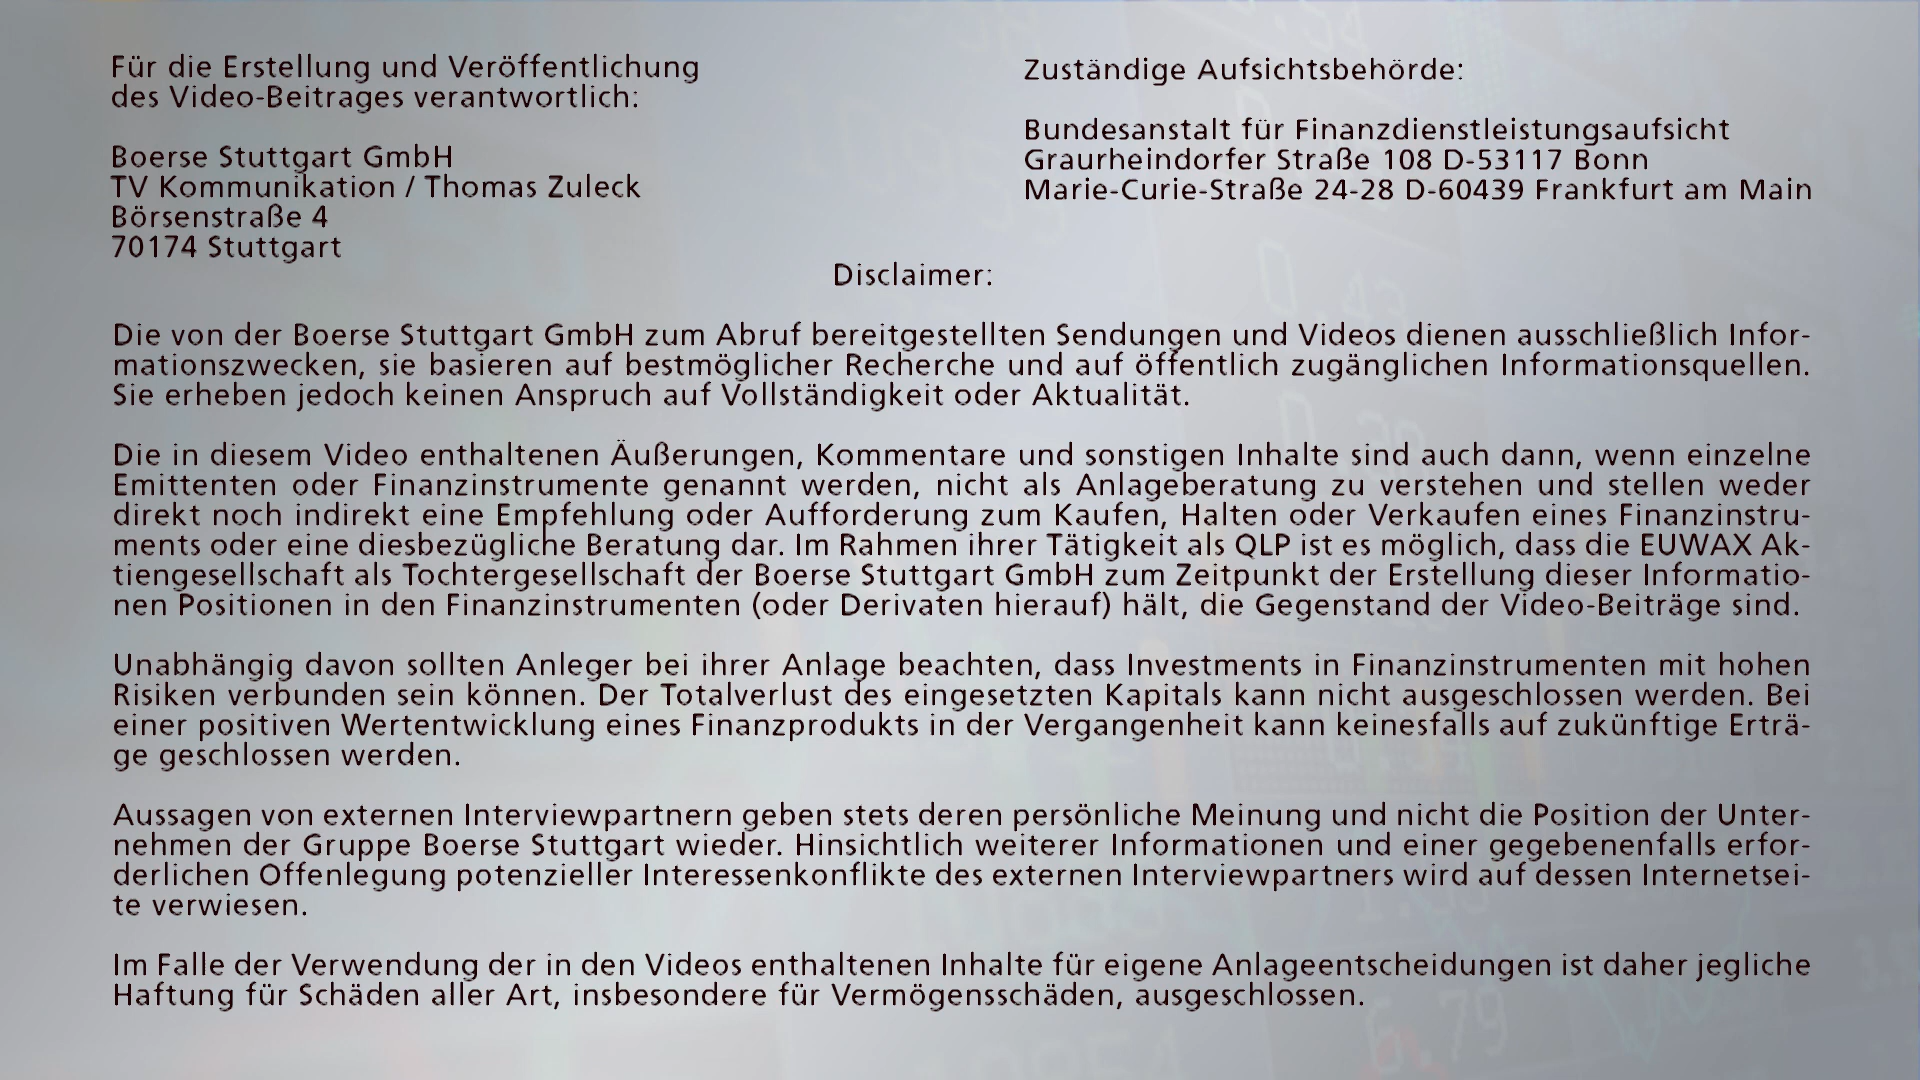 Für die Erstellung und Veröffentlichung
des Video-Beitrages verantwortlich:
Boerse Stuttgart GmbH
TV Kommunikation / Thomas Zuleck
Börsenstraße 4
70174 Stuttgart
Zuständige Aufsichtsbehörde:
Bundesanstalt für Finanzdienstleistungsaufsicht
Graurheindorfer Straße 108 D-53117 Bonn
Marie-Curie-Straße 24-28 D-60439 Frankfurt am Main
Disclaimer:
Die von der Boerse Stuttgart GmbH zum Abruf bereitgestellten Sendungen und Videos dienen ausschließlich Infor-
mationszwecken, sie basieren auf bestmöglicher Recherche und auf öffentlich zugänglichen Informationsquellen.
Sie erheben jedoch keinen Anspruch auf Vollständigkeit oder Aktualität.
Die in diesem Video enthaltenen Äußerungen, Kommentare und sonstigen Inhalte sind auch dann, wenn einzelne
Emittenten oder Finanzinstrumente genannt werden, nicht als Anlageberatung zu verstehen und stellen weder
direkt noch indirekt eine Empfehlung oder Aufforderung zum Kaufen, Halten oder Verkaufen eines Finanzinstru-
ments oder eine diesbezügliche Beratung dar. Im Rahmen ihrer Tätigkeit als QLP ist es möglich, dass die EUWAX Ak-
tiengesellschaft als Tochtergesellschaft der Boerse Stuttgart GmbH zum Zeitpunkt der Erstellung dieser Informatio-
nen Positionen in den Finanzinstrumenten (oder Derivaten hierauf) hält, die Gegenstand der Video-Beiträge sind.
Unabhängig davon sollten Anleger bei ihrer Anlage beachten, dass Investments in Finanzinstrumenten mit hohen
Risiken verbunden sein können. Der Totalverlust des eingesetzten Kapitals kann nicht ausgeschlossen werden. Bei
einer positiven Wertentwicklung eines Finanzprodukts in der Vergangenheit kann keinesfalls auf zukünftige Erträ-
ge geschlossen werden.
Aussagen von externen Interviewpartnern geben stets deren persönliche Meinung und nicht die Position der Unter-
nehmen der Gruppe Boerse Stuttgart wieder. Hinsichtlich weiterer Informationen und einer gegebenenfalls erfor-
derlichen Offenlegung potenzieller Interessenkonflikte des externen Interviewpartners wird auf dessen Internetsei-
te verwiesen.
Im Falle der Verwendung der in den Videos enthaltenen Inhalte für eigene Anlageentscheidungen ist daher jegliche
Haftung für Schäden aller Art, insbesondere für Vermögensschäden, ausgeschlossen.